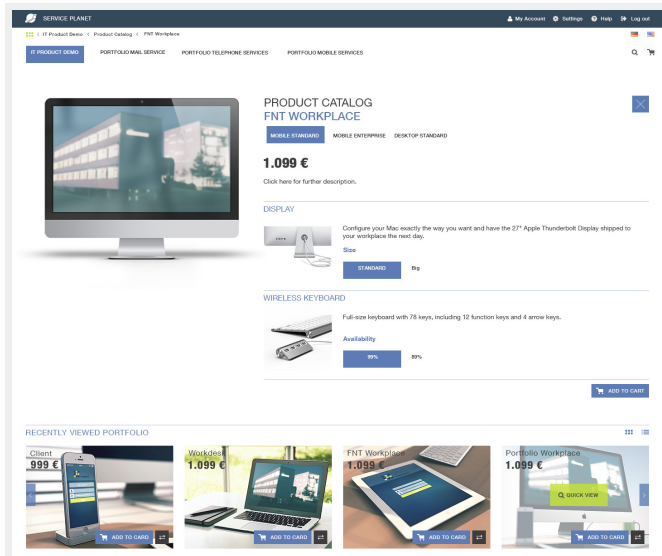 SERVICE PLANET
My Account Settings Help Log out
IT Product Demo < Product Catalog < FNT Workplace
IT PRODUCT DEMO PORTFOLIO MAIL SERVICE PORTFOLIO TELEPHONE SERVICES PORTFOLIO MOBILE SERVICES
PRODUCT CATALOG
FNT WORKPLACE
MOBILE STANDARD MOBILE ENTERPRISE DESKTOP STANDARD
1.099 €
Click here for further description.
DISPLAY
Configure your Mac exactly the way you want and have the 27" Apple Thunderbolt Display shipped to
your workplace the next day.
Size
STANDARD Big
WIRELESS KEYBOARD
Full-size keyboard with 78 keys, including 12 function keys and 4 arrow keys.
Availability
99% 89%
ADD TO CART
RECENTLY VIEWED PORTFOLIO
Client
999 €
ADD TO CARD
Workdesk
1.099 €
ADD TO CARD
FNT Workplace
1.099 €
ADD TO CARD
Portfolio Workplace
1.099 €
QUICK VIEW
ADD TO CARD